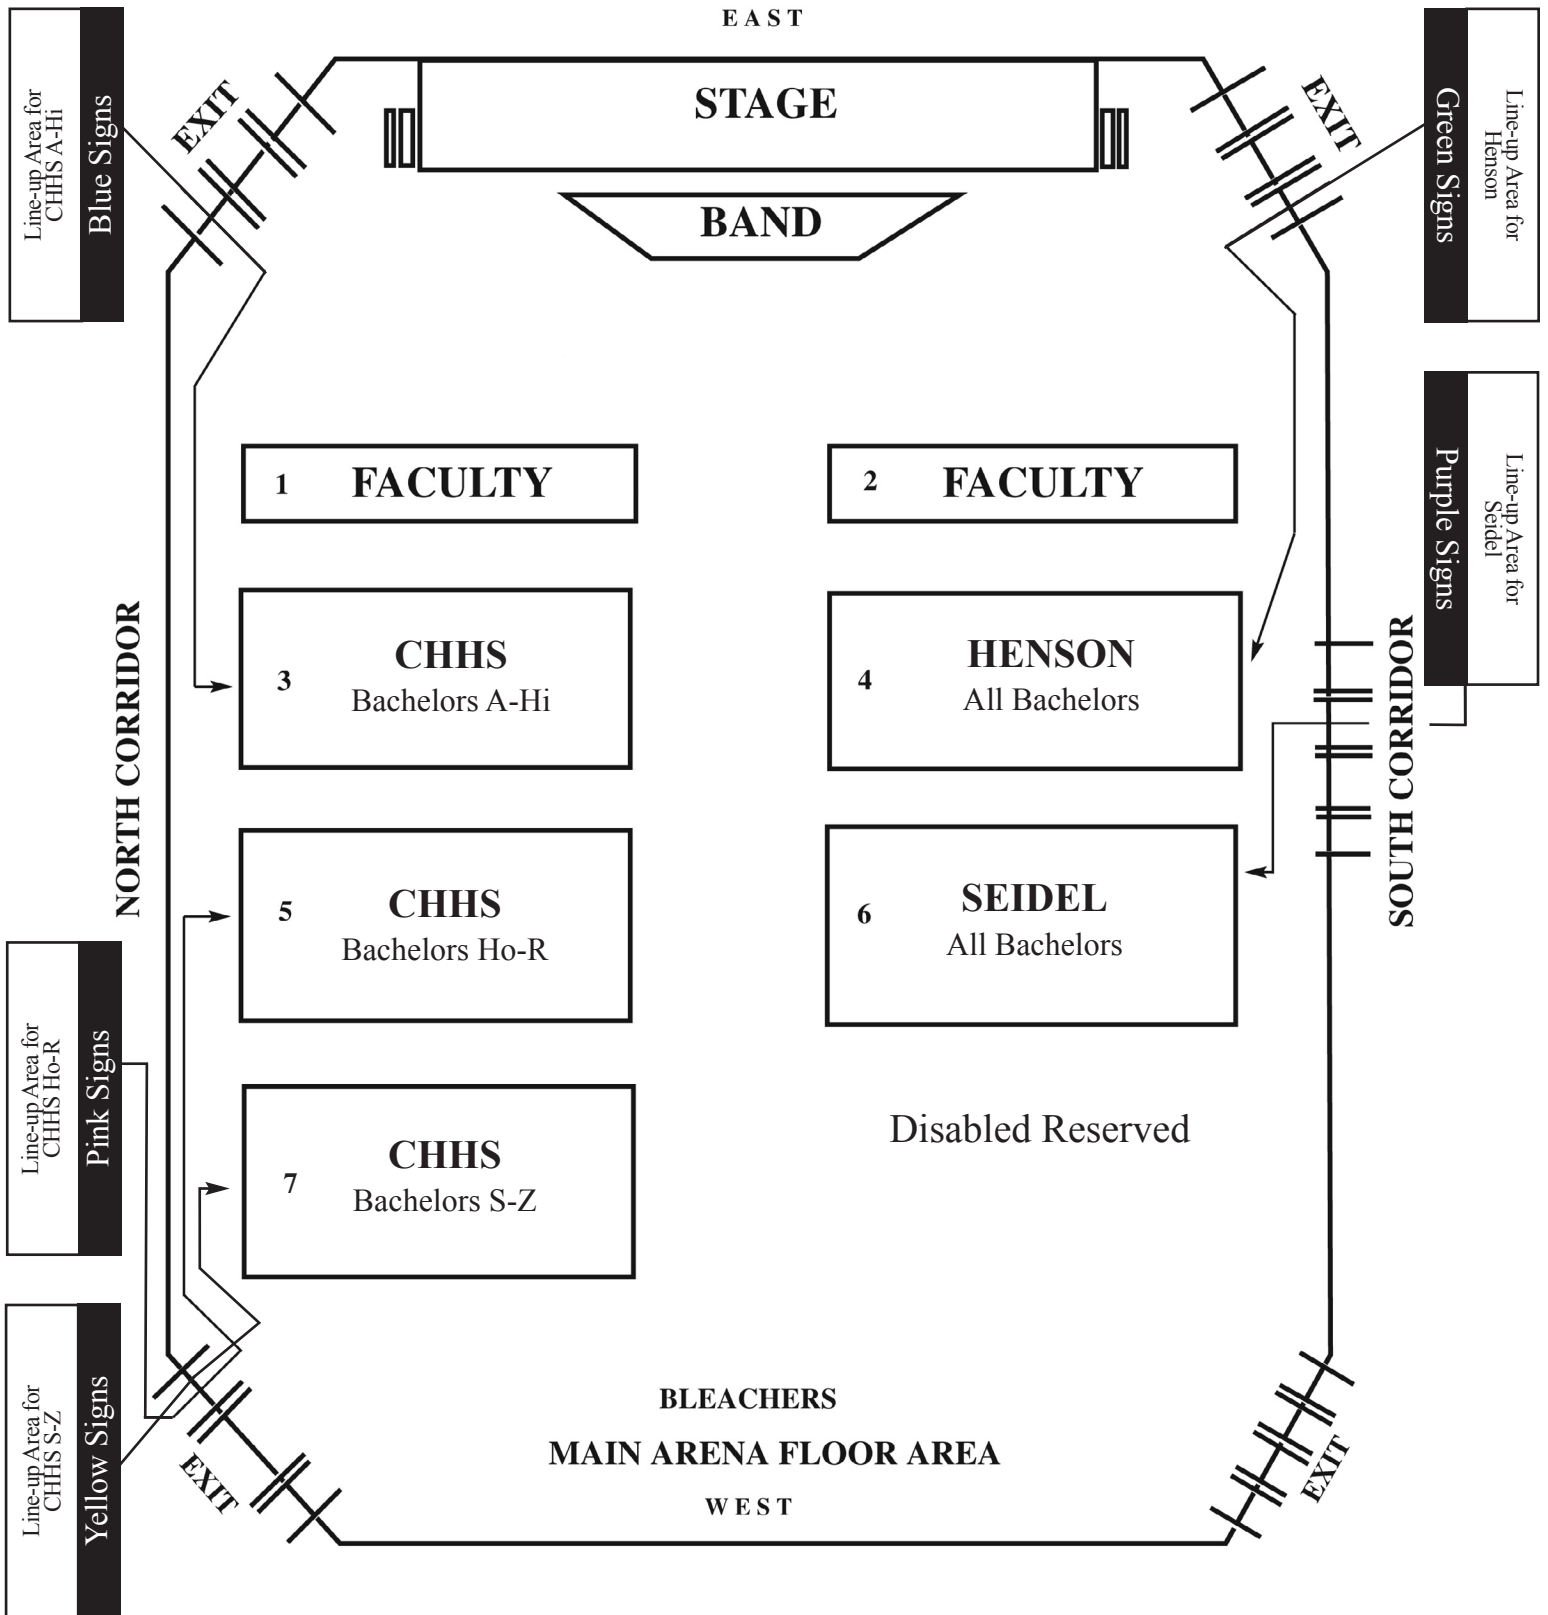 EAST
Line-up Area for
CHHS A-Hi
Blue Signs
EXIT
STAGE
BAND
EXIT
Green Signs
Line-up Area for
Henson
1 FACULTY
2 FACULTY
Purple Signs
Line-up Area for
Seidel
NORTH CORRIDOR
3
CHHS
Bachelors A-Hi
4
HENSON
All Bachelors
SOUTH CORRIDOR
5
CHHS
Bachelors Ho-R
6
SEIDEL
All Bachelors
Line-up Area for
CHHS Ho-R
Pink Signs
7
CHHS
Bachelors S-Z
Disabled Reserved
Line-up Area for
CHHS S-Z
Yellow Signs
EXIT
BLEACHERS
MAIN ARENA FLOOR AREA
WEST
EXIT